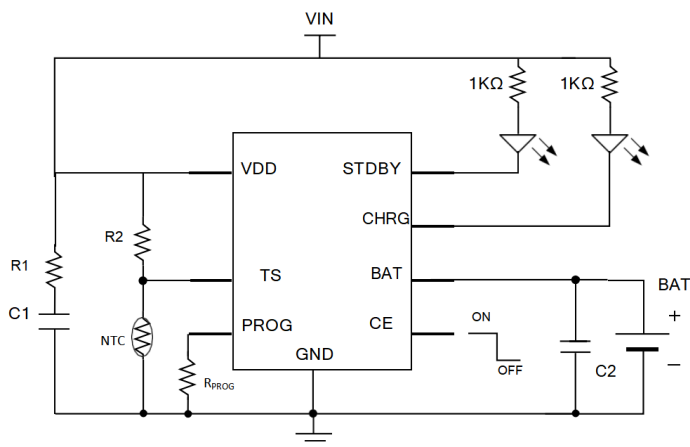 VIN
1KΩ
1KΩ
VDD
STDBY
CHRG
R2
R1
TS
BAT
BAT
+
C1
PROG
CE
ON
OFF
NTC
GND
RPROG
C2
−